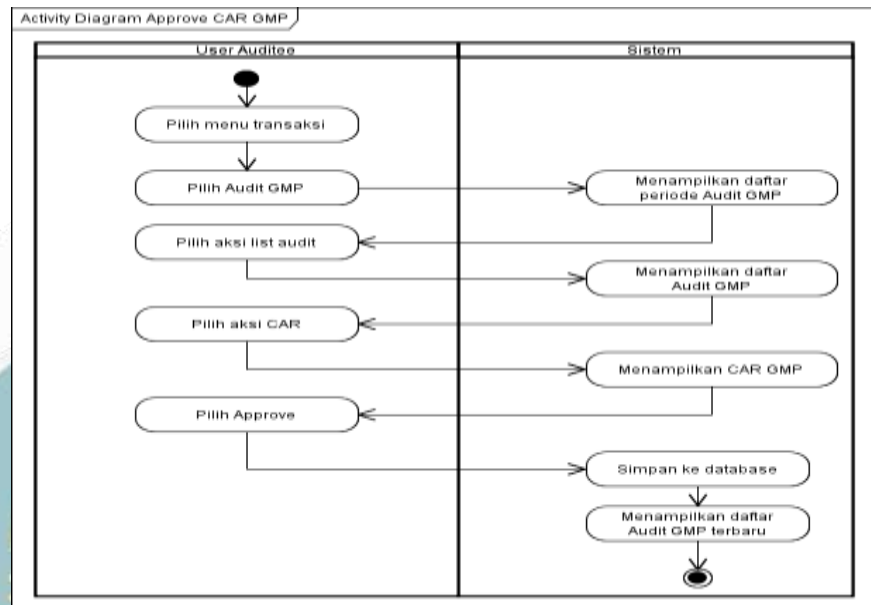 Activity Diagram Approve CAR GMP
User Auditee
Sistem
Pilih menu transaksi
Pilih Audit GMP
Menampilkan daftar
periode Audit GMP
Pilih aksi list audit
Menampilkan daftar
Audit GMP
Pilih aksi CAR
Menampilkan CAR GMP
Pilih Approve
Simpan ke database
Menampilkan daftar
Audit GMP terbaru